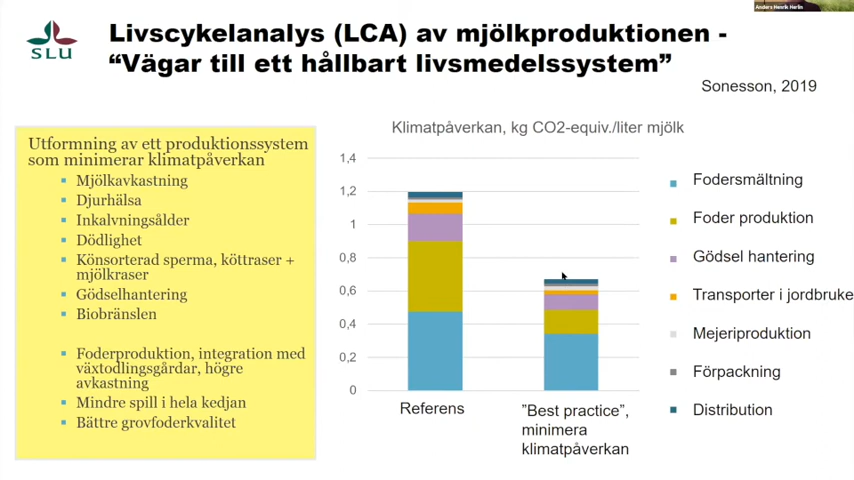 Anders Henrik Herlin
SLU
Livscykelanalys (LCA) av mjölkproduktionen -
“Vägar till ett hållbart livsmedelssystem”
Sonesson, 2019
Utformning av ett produktionssystem
som minimerar klimatpåverkan
Mjölkavkastning
Djurhälsa
Inkalvningsålder
Dödlighet
Könsorterad sperma, köttraser +
mjölkraser
Gödselhantering
Biobränslen
Foderproduktion, integration med
växtodlingsgårdar, högre
avkastning
Mindre spill i hela kedjan
Bättre grovfoderkvalitet
Klimatpåverkan, kg CO2-equiv./liter mjölk
1,4
1,2
1
0,8
0,6
0,4
0,2
0
Referens
”Best practice”,
minimera
klimatpåverkan
Fodersmältning
Foder produktion
Gödsel hantering
Transporter i jordbruke
Mejeriproduktion
Förpackning
Distribution